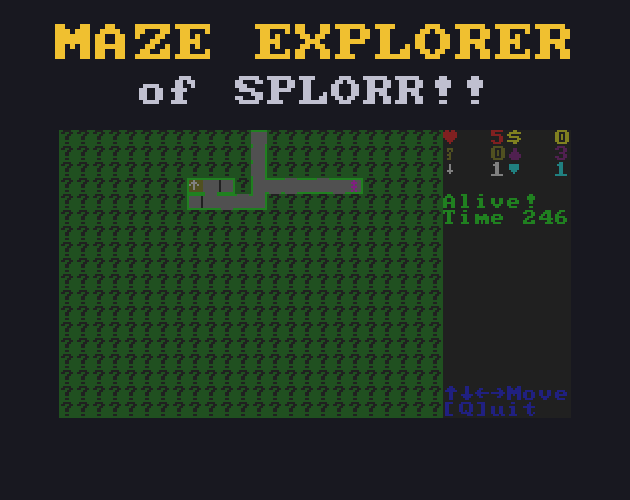 MAZE EXPLORER
of SPLORR!!
♥ 5 $ 0
0 3
↓ 1 ♥ 1
Alive!
Time 246
↑↓←→Move
[Q]uit